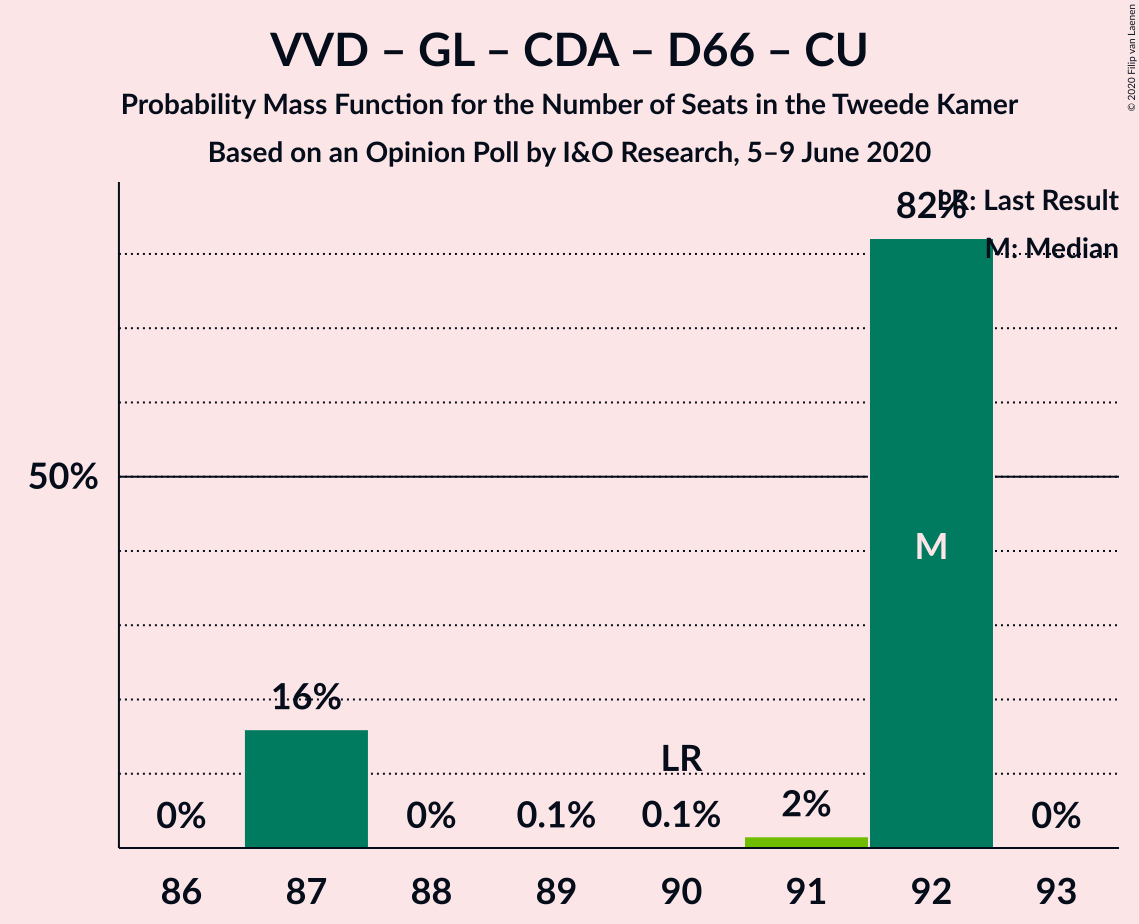 VVD – GL – CDA – D66 – CU
Probability Mass Function for the Number of Seats in the Tweede Kamer
Based on an Opinion Poll by I&O Research, 5–9 June 2020
© 2020 Filip van Laenen
LR: Last Result
M: Median
82%
50%
M
16%
LR
0%
0%
0.1%
0.1%
2%
0%
86 87 88 89 90 91 92 93